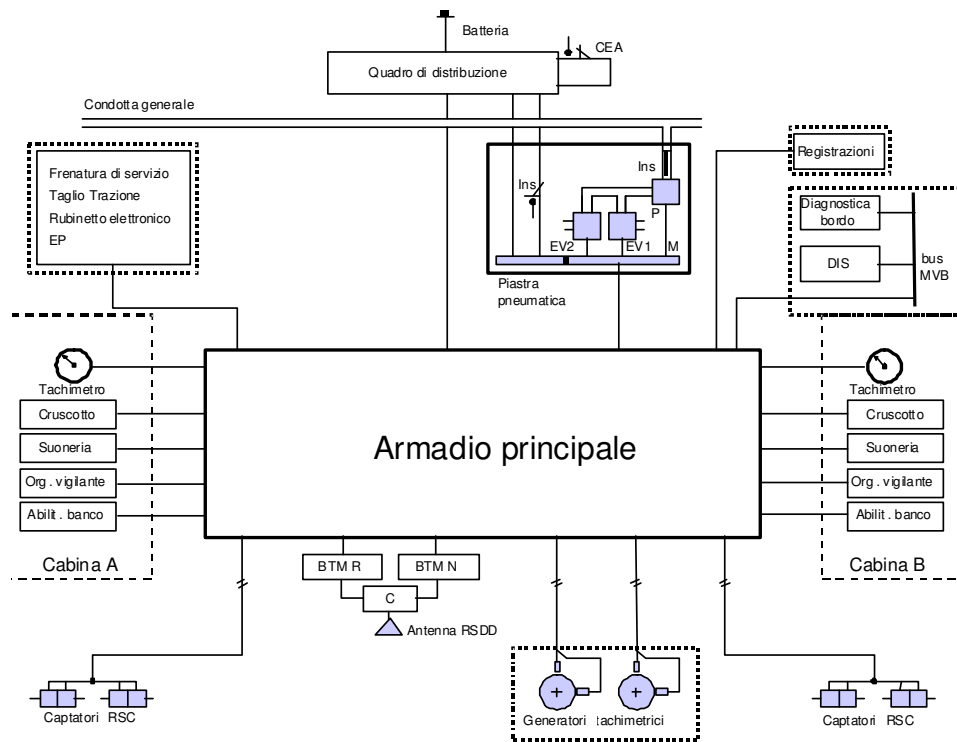 Batteria
CEA
Quadro di distribuzione
Condotta generale
Frenatura di servizio
Taglio Trazione
Rubinetto elettronico
EP
Ins
Ins
P
EV2
EV1
M
Piastra
pneumatica
Registrazioni
Diagnostica
bordo
DIS
bus
MVB
Tachimetro
Cruscotto
Suoneria
Org. vigilante
Abilit. banco
Cabina A
Armadio principale
Tachimetro
Cruscotto
Suoneria
Org. vigilante
Abilit. banco
Cabina B
BTM R
BTM N
C
Antenna RSDD
Captatori RSC
Generatori tachimetrici
Captatori RSC